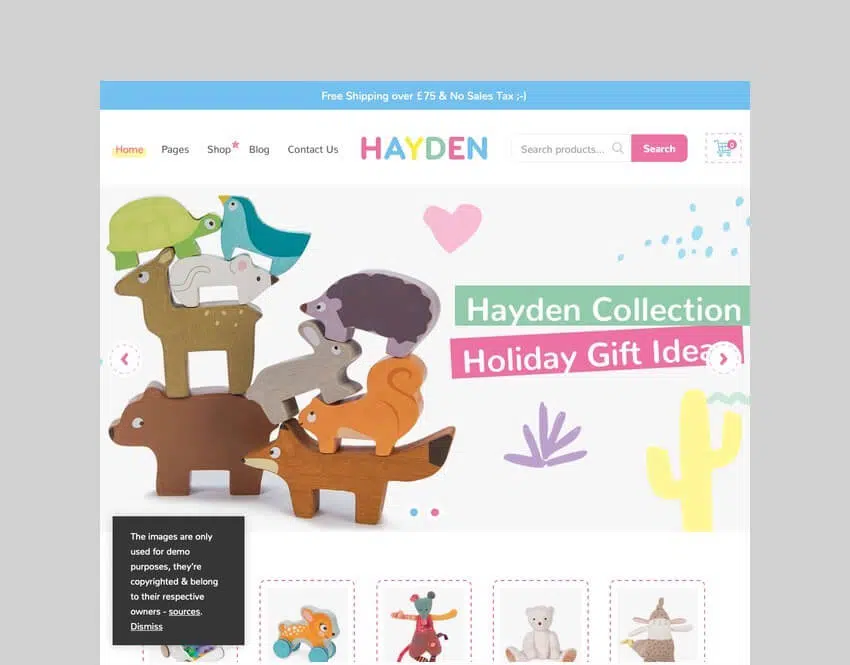 Free Shipping over £75 & No Sales Tax ;-)
Home Pages Shop Blog Contact Us HAYDEN Search products... Search 0
Hayden Collection
Holiday Gift Ideas
The images are only
used for demo
purposes, they're
copyrighted & belong
to their respective
owners - sources.
Dismiss